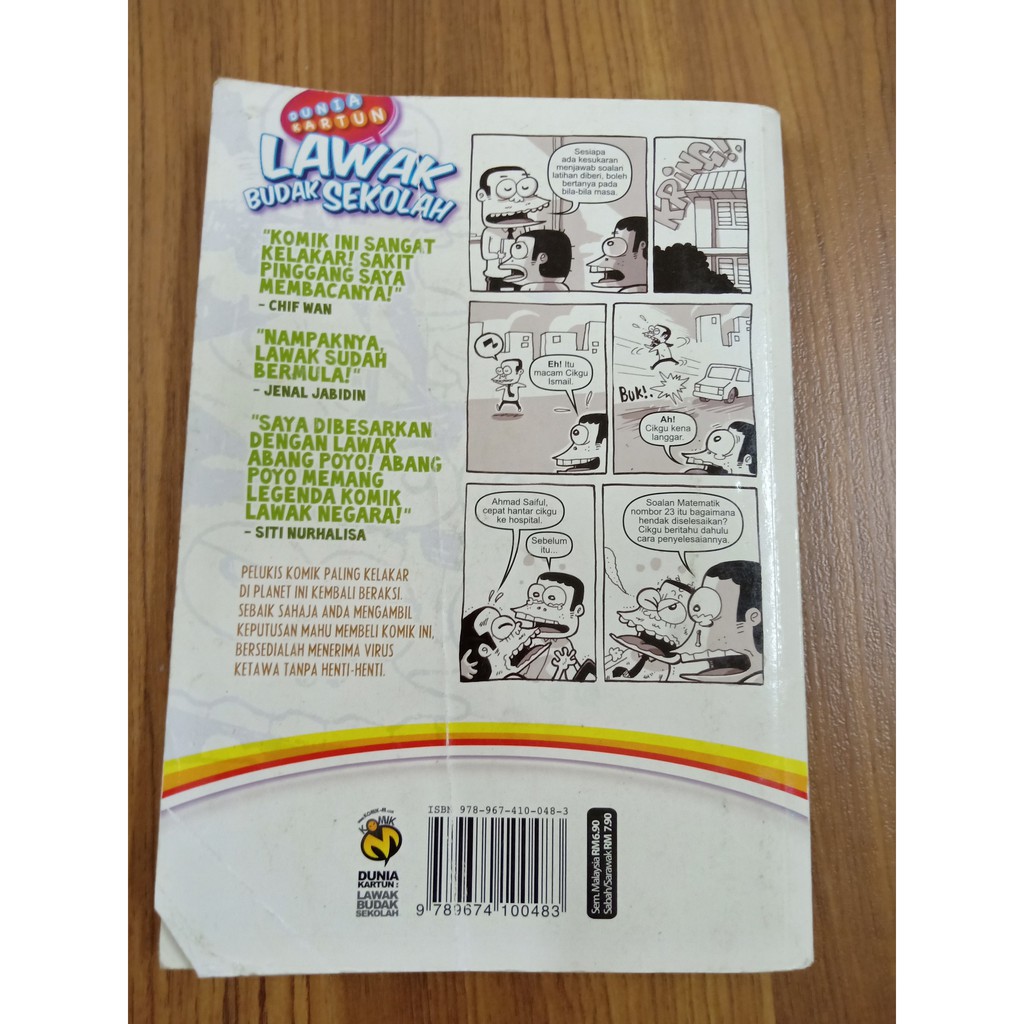 DUNIA
KARTUN
LAWAK
BUDAK SEKOLAH
"KOMIK INI SANGAT
KELAKAR! SAKIT
PINGGANG SAYA
MEMBACANYA!"
- CHIF WAN
"NAMPAKNYA,
LAWAK SUDAH
BERMULA!"
- JENAL JABIDIN
"SAYA DIBESARKAN
DENGAN LAWAK
ABANG POYO! ABANG
POYO MEMANG
LEGENDA KOMIK
LAWAK NEGARA!"
- SITI NURHALISA
PELUKIS KOMIK PALING KELAKAR
DI PLANET INI KEMBALI BERAKSI.
SEBAIK SAHAJA ANDA MENGAMBIL
KEPUTUSAN MAHU MEMBELI KOMIK INI,
BERSEDIALAH MENERIMA VIRUS
KETAWA TANPA HENTI-HENTI.
Sesiapa
ada kesukaran
menjawab soalan
latihan diberi, boleh
bertanya pada
bila-bila masa.
KRING!!
Eh! Itu
macam Cikgu
Ismail.
BUK!..
Ah!
Cikgu kena
langgar.
Ahmad Saiful,
cepat hantar cikgu
ke hospital.
Sebelum
itu...
Soalan Matematik
nombor 23 itu bagaimana
hendak diselesaikan?
Cikgu beritahu dahulu
cara penyelesaiannya.
KOMIK
M
DUNIA
KARTUN:
LAWAK
BUDAK
SEKOLAH
ISBN 978-967-410-048-3
9 789674 100483
Sem. Malaysia RM 6.90
Sabah/Sarawak RM 7.90